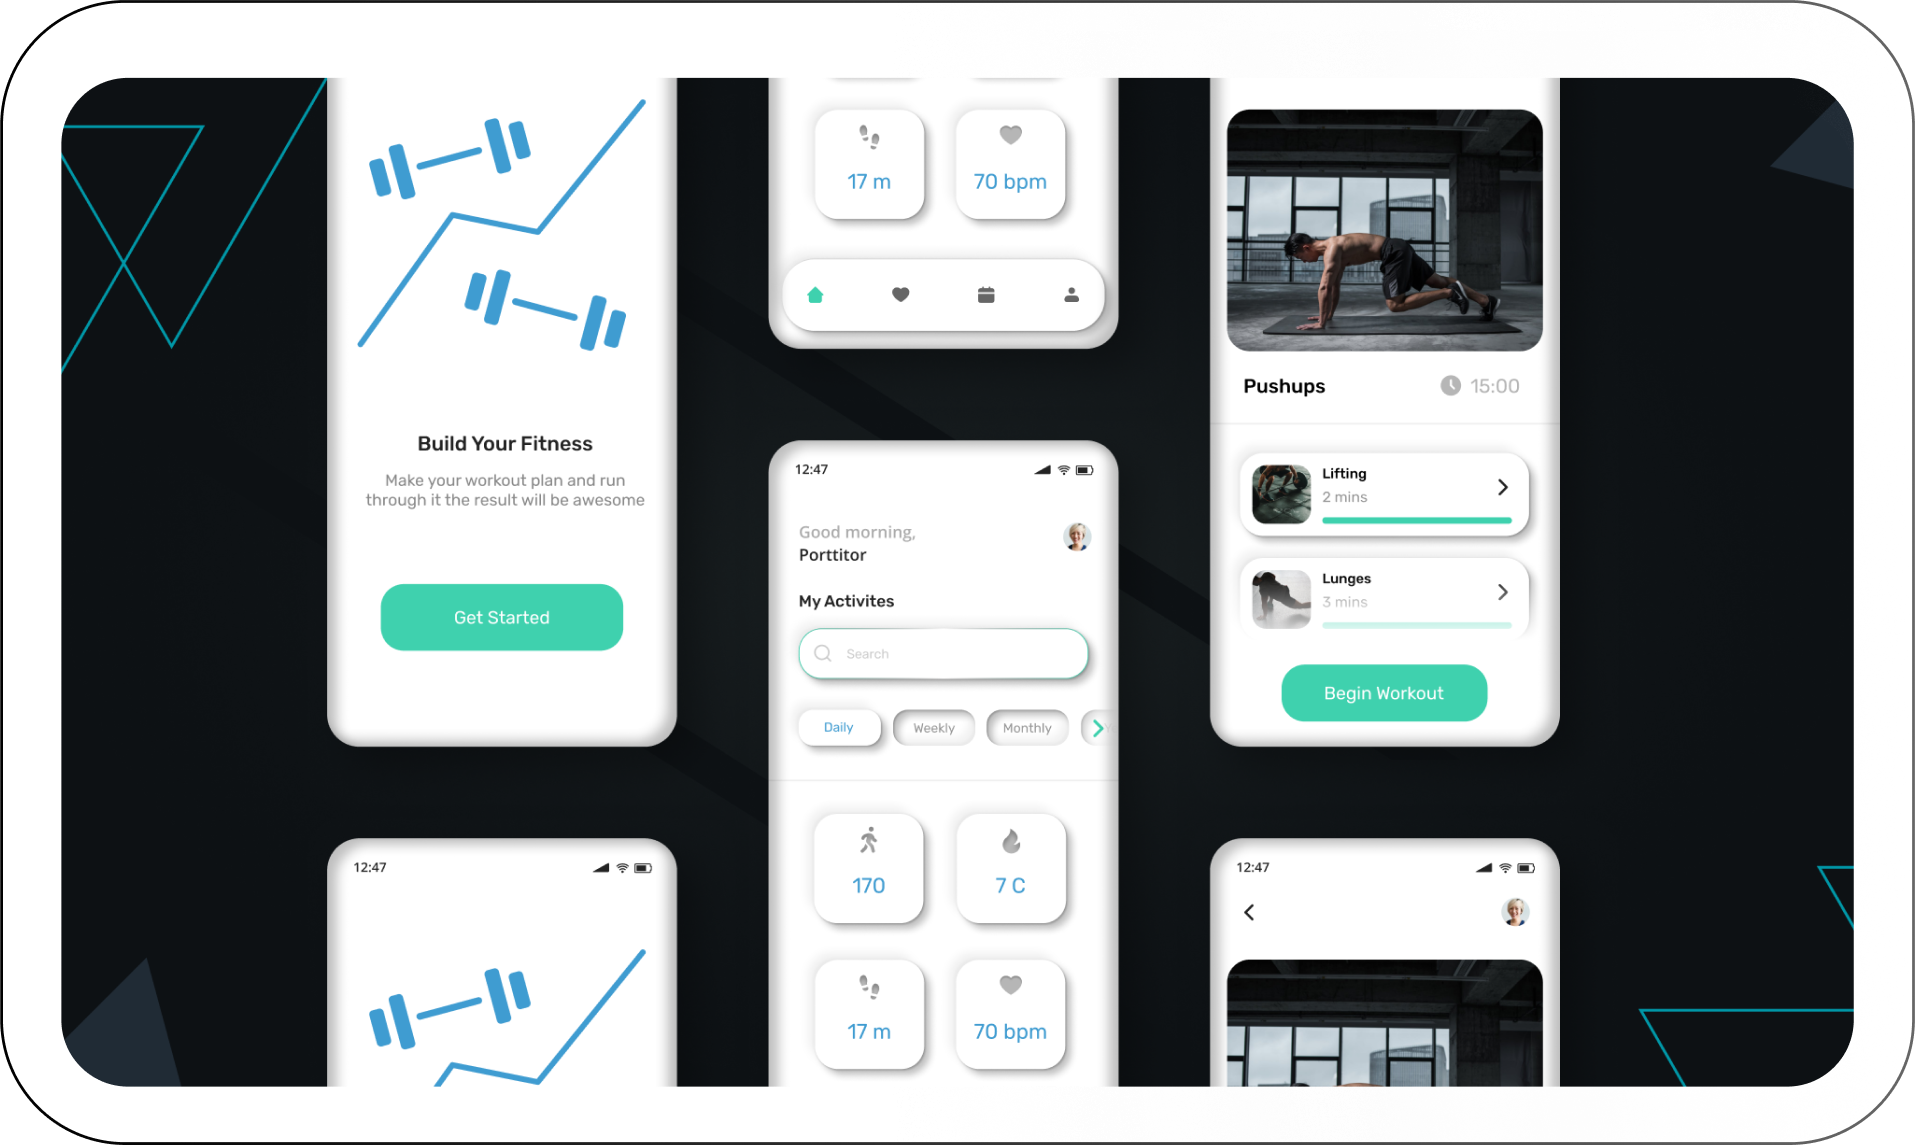 Build Your Fitness
Make your workout plan and run
through it the result will be awesome
Get Started
12:47
17 m
70 bpm
12:47
Good morning,
Porttitor
My Activites
Search
Daily
Weekly
Monthly
170
7 C
17 m
70 bpm
Pushups
15:00
Lifting
2 mins
Lunges
3 mins
Begin Workout
12:47